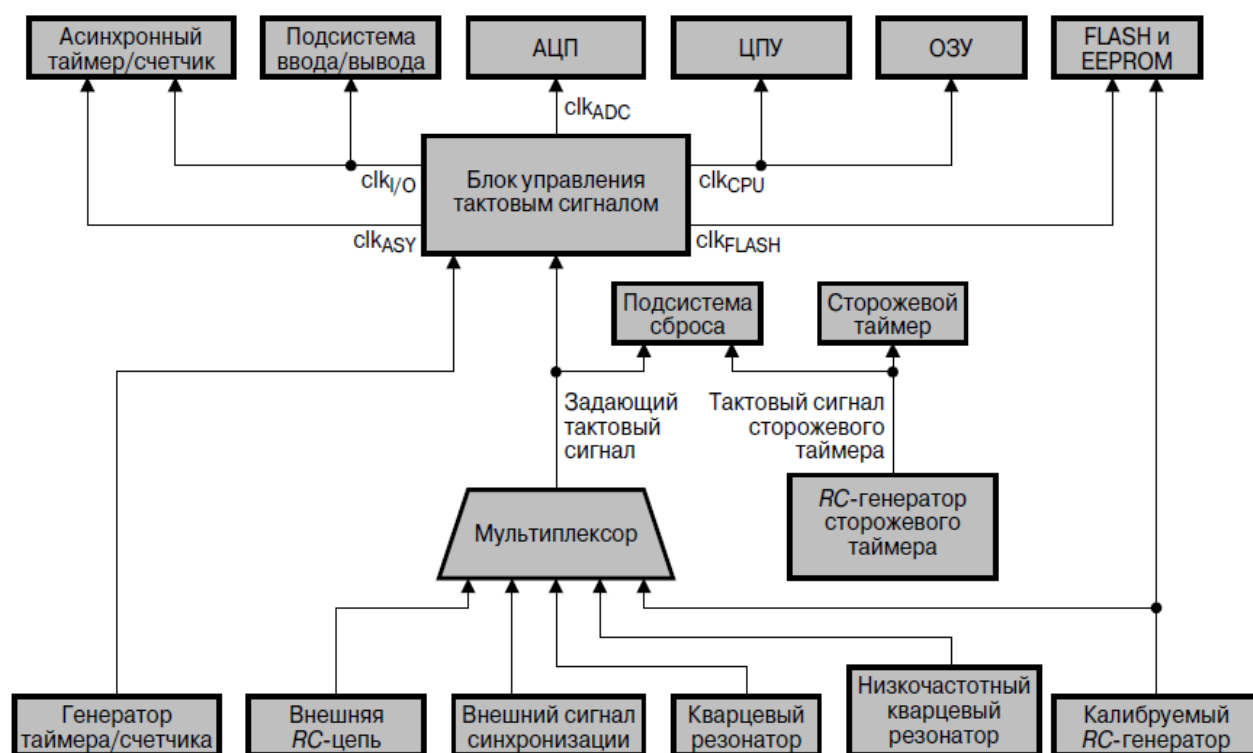 Асинхронный
таймер/счетчик
Подсистема
ввода/вывода
АЦП
ЦПУ
ОЗУ
FLASH и
EEPROM
clkADC
clkI/O
Блок управления
тактовым сигналом
clkCPU
clkASY
clkFLASH
Подсистема
сброса
Сторожевой
таймер
Задающий
тактовый
сигнал
Тактовый сигнал
сторожевого
таймера
RC-генератор
сторожевого
таймера
Мультиплексор
Генератор
таймера/счетчика
Внешняя
RC-цепь
Внешний сигнал
синхронизации
Кварцевый
резонатор
Низкочастотный
кварцевый
резонатор
Калибруемый
RC-генератор